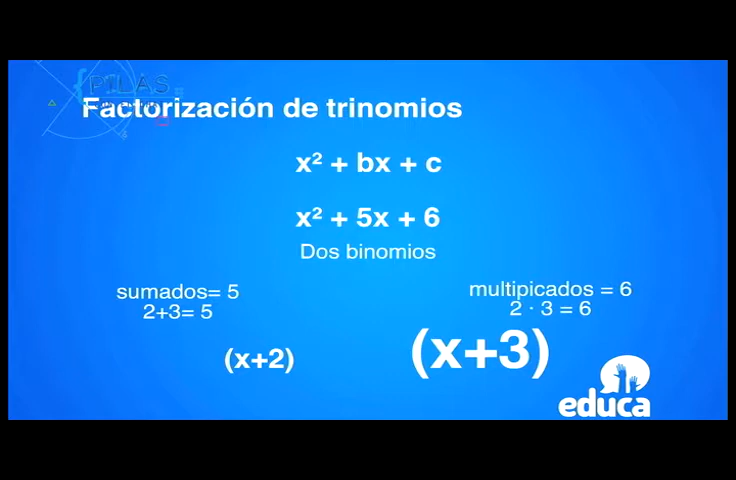 {PILAS
Factorización de trinomios
x² + bx + c
x² + 5x + 6
Dos binomios
sumados= 5
2+3= 5
multipicados = 6
2 · 3 = 6
(x+2)
(x+3)
educa